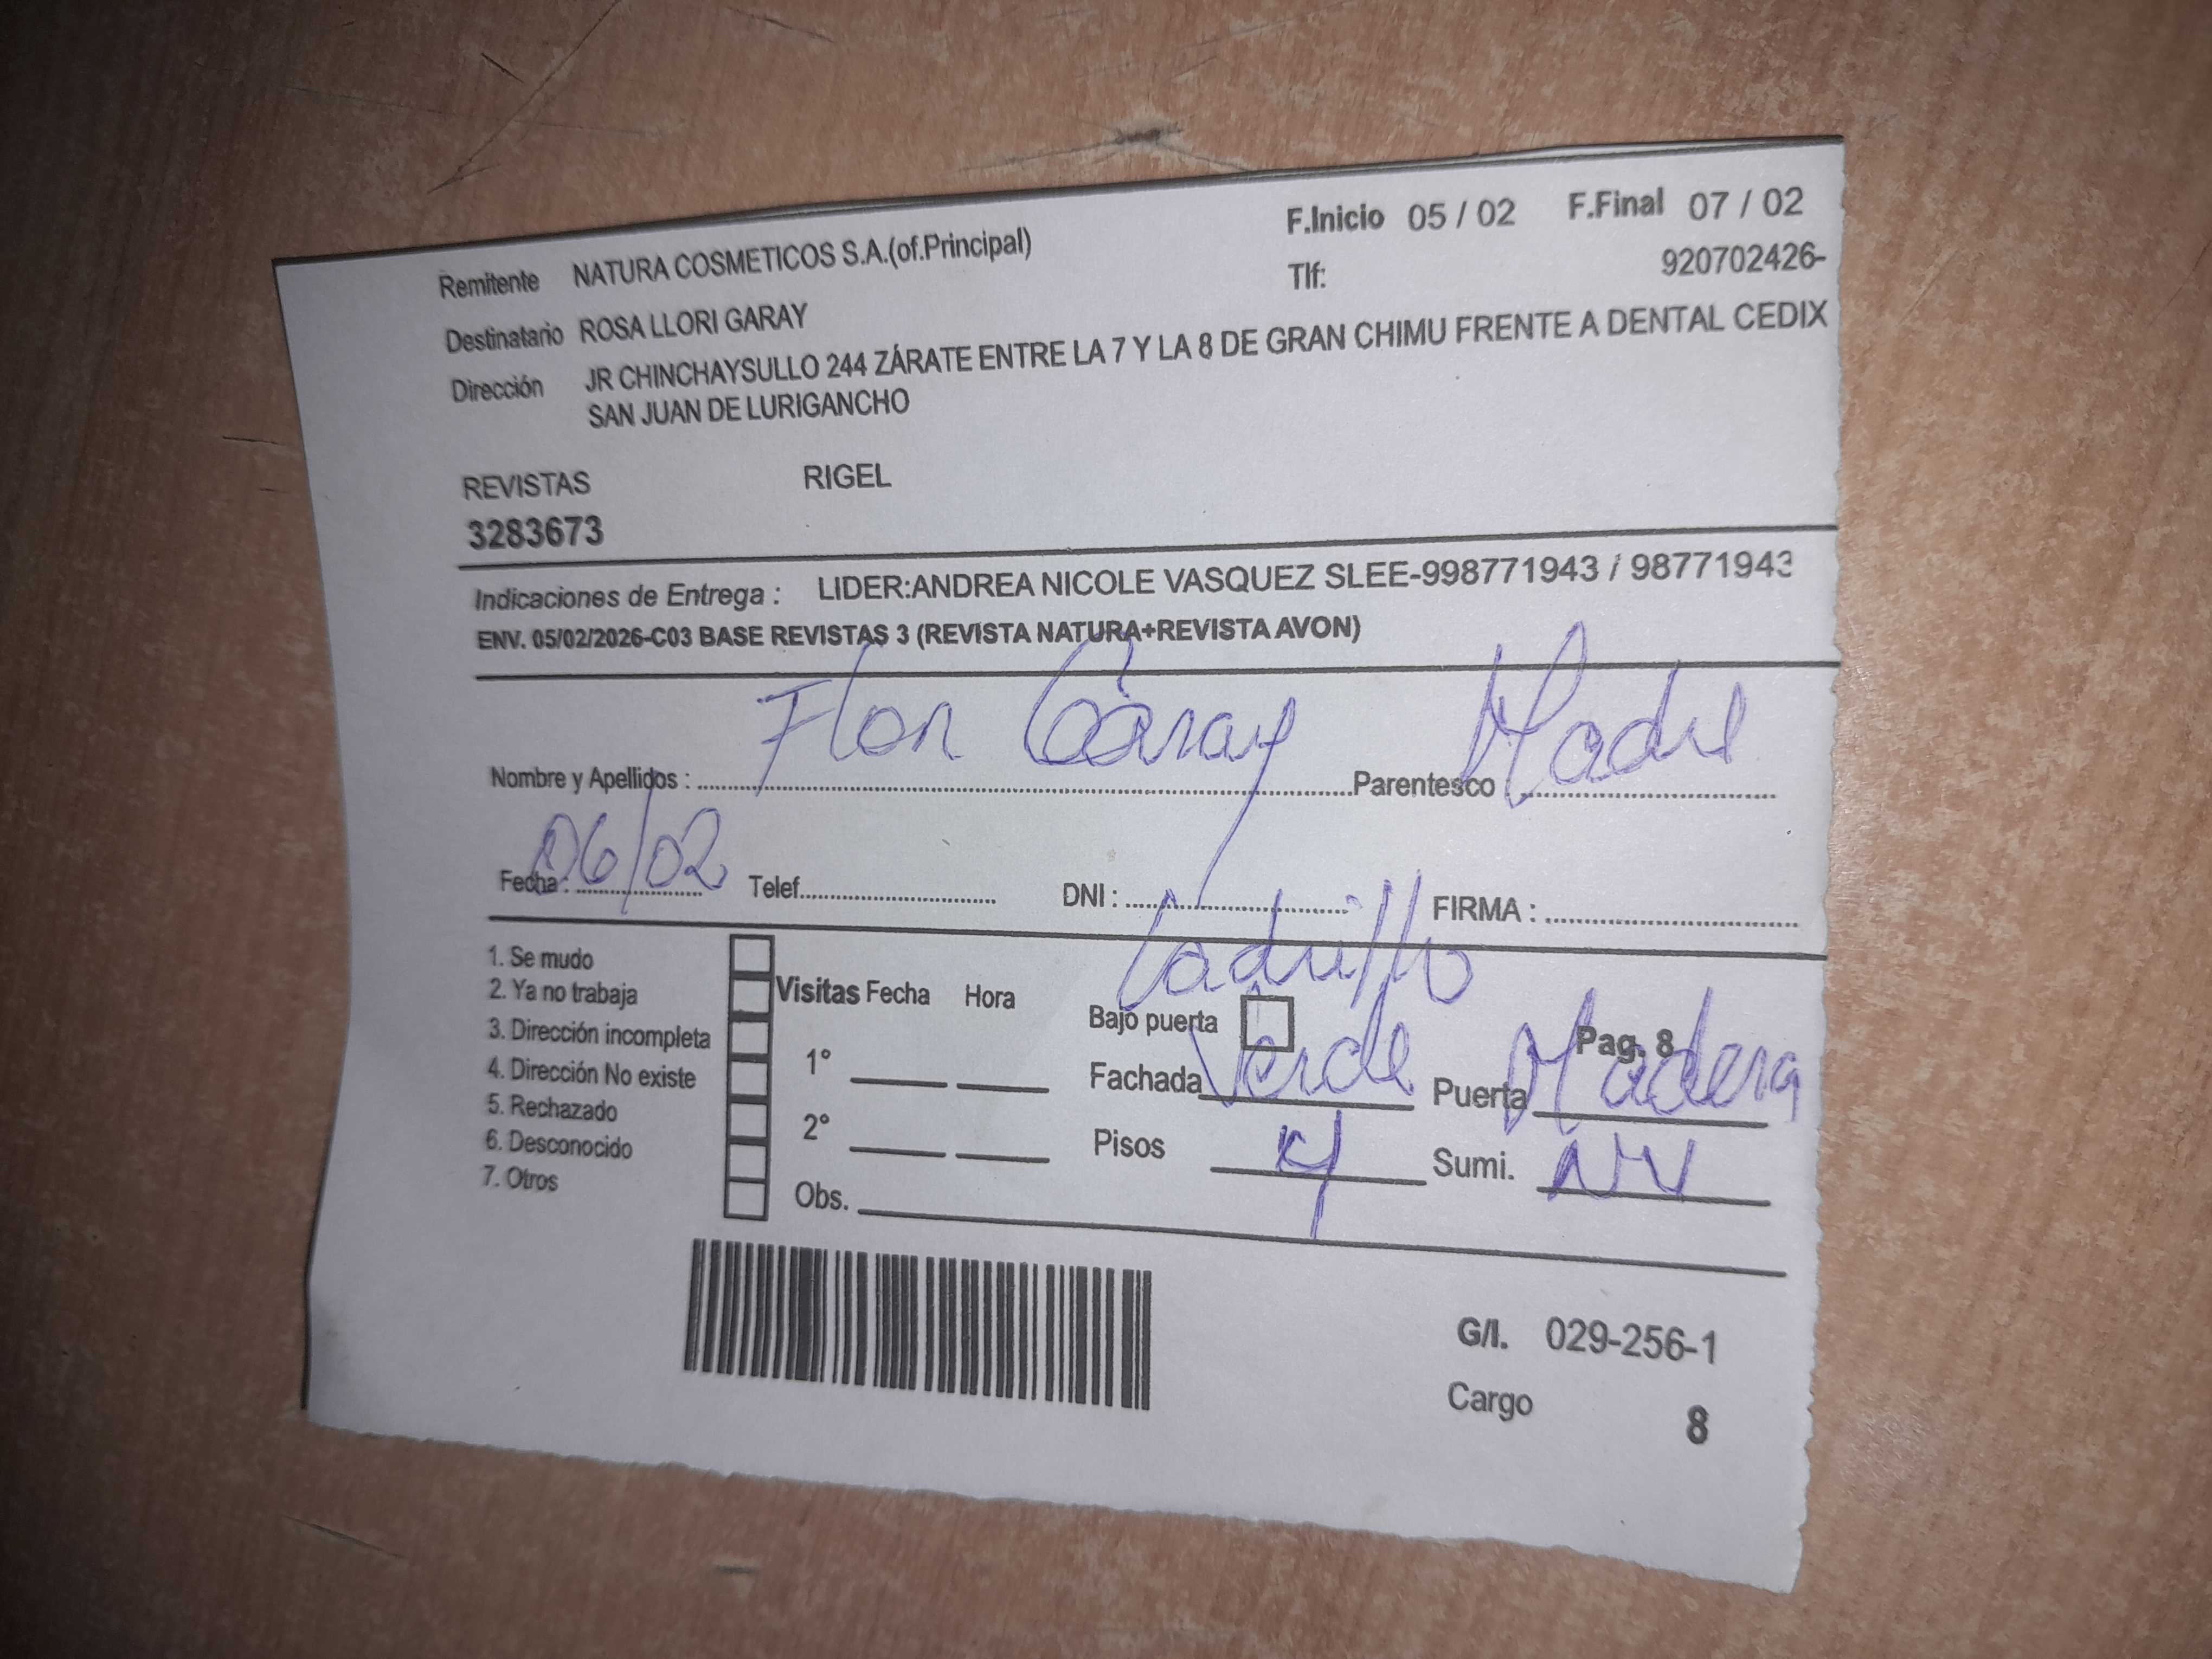 F.Inicio 05 / 02 F.Final 07 / 02
Remitente NATURA COSMETICOS S.A.(of.Principal) Tlf: 920702426-
Destinatario ROSA LLORI GARAY
Dirección JR CHINCHAYSULLO 244 ZÁRATE ENTRE LA 7 Y LA 8 DE GRAN CHIMU FRENTE A DENTAL CEDIX
SAN JUAN DE LURIGANCHO
REVISTAS RIGEL
3283673
Indicaciones de Entrega : LIDER:ANDREA NICOLE VASQUEZ SLEE-998771943 / 98771943
ENV. 05/02/2026-C03 BASE REVISTAS 3 (REVISTA NATURA+REVISTA AVON)
Nombre y Apellidos : Flor Garay Parentesco : Madre
Fecha : 06/02 Telef. DNI : FIRMA :
Ladrillo
1. Se mudo
2. Ya no trabaja Visitas Fecha Hora Bajo puerta Pag. 8
3. Dirección incompleta 1° Fachada Verde Puerta Madera
4. Dirección No existe
5. Rechazado 2° Pisos 4 Sumi. NV
6. Desconocido
7. Otros Obs.
G/I. 029-256-1
Cargo 8